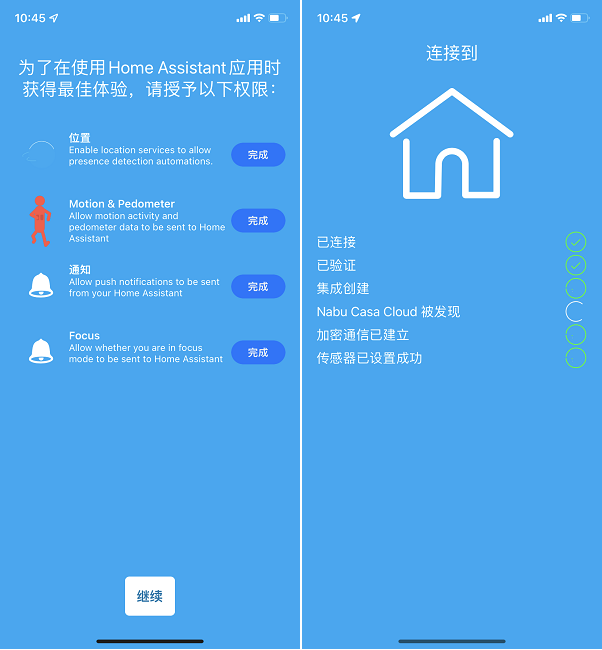 10:45
为了在使用 Home Assistant 应用时
获得最佳体验，请授予以下权限：
位置
Enable location services to allow
presence detection automations.
完成
Motion & Pedometer
Allow motion activity and
pedometer data to be sent to Home
Assistant
完成
通知
Allow push notifications to be sent
from your Home Assistant
完成
Focus
Allow whether you are in focus
mode to be sent to Home Assistant
完成
继续
10:45
连接到
已连接
已验证
集成创建
Nabu Casa Cloud 被发现
加密通信已建立
传感器已设置成功